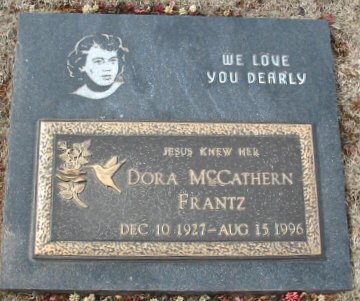 WE LOVE
YOU DEARLY
JESUS KNEW HER
DORA MCCATHERN
FRANTZ
DEC 10 1927-AUG 15 1996